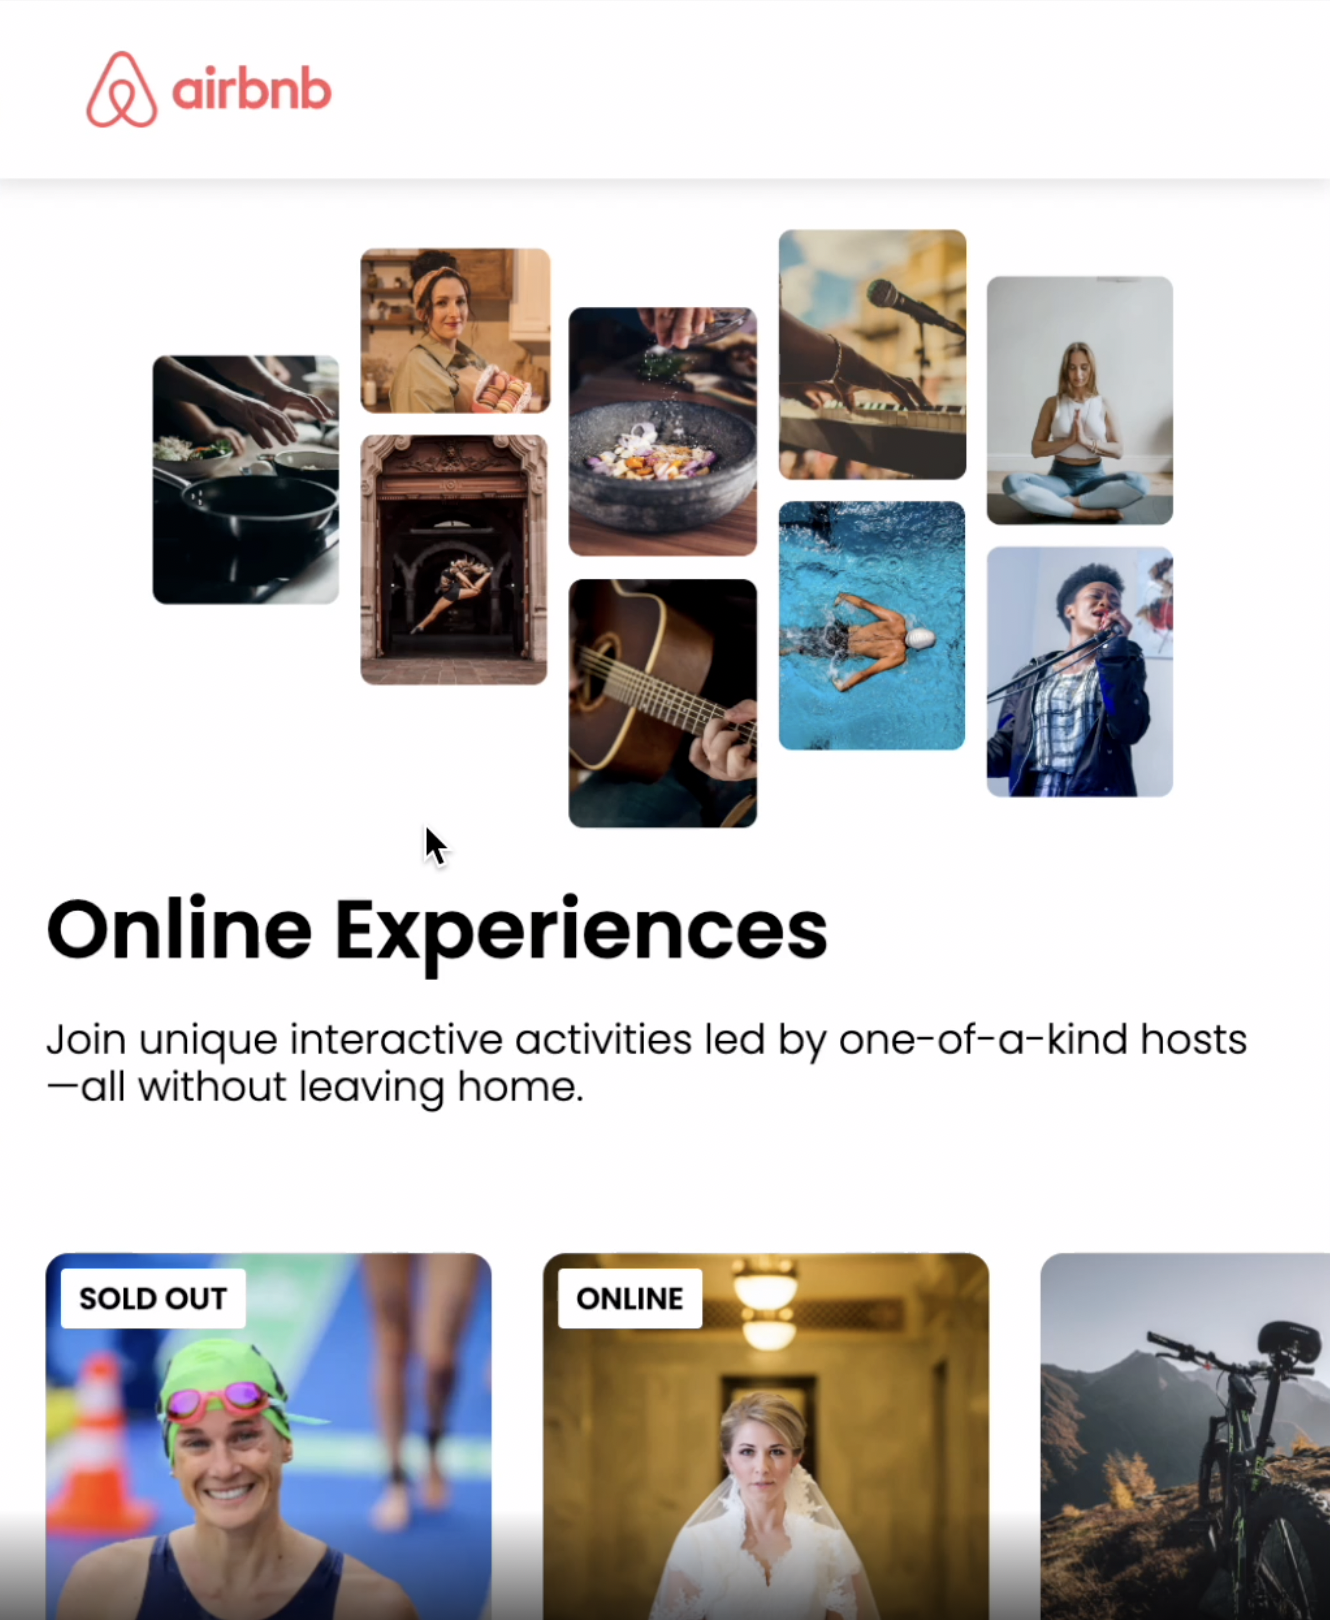 airbnb
Online Experiences
Join unique interactive activities led by one-of-a-kind hosts
—all without leaving home.
SOLD OUT
ONLINE